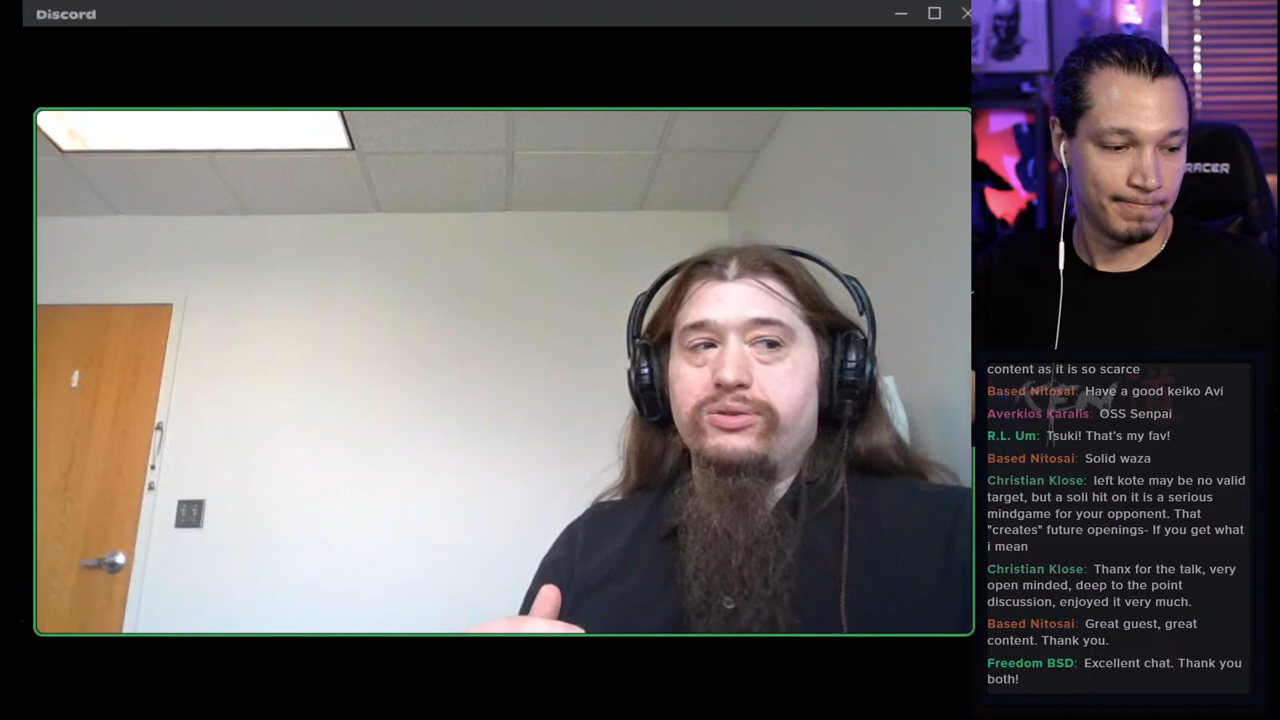 Discord
RACER
content as it is so scarce
Based Nitosai: Have a good keiko Avi
Averkios Karalis: OSS Senpai
R.L. Um: Tsuki! That's my fav!
Based Nitosai: Solid waza
Christian Klose: left kote may be no valid
target, but a soli hit on it is a serious
mindgame for your opponent. That
"creates" future openings- If you get what
i mean
Christian Klose: Thanx for the talk, very
open minded, deep to the point
discussion, enjoyed it very much.
Based Nitosai: Great guest, great
content. Thank you.
Freedom BSD: Excellent chat. Thank you
both!